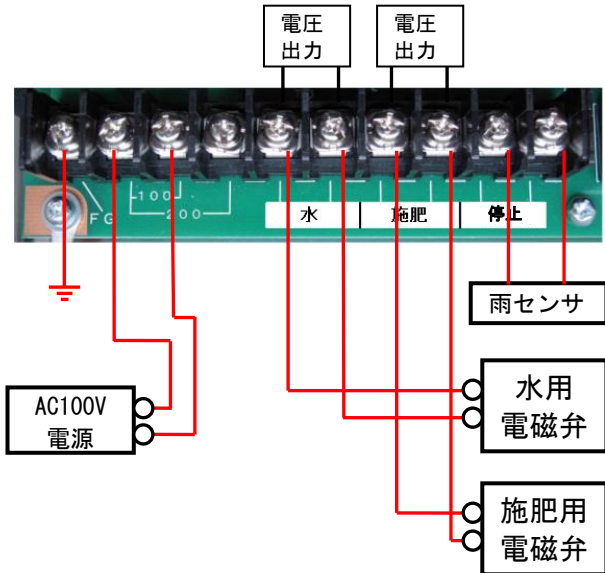 電圧
出力
電圧
出力
FG
100
200
水
施肥
停止
雨センサ
AC100V
電源
水用
電磁弁
施肥用
電磁弁